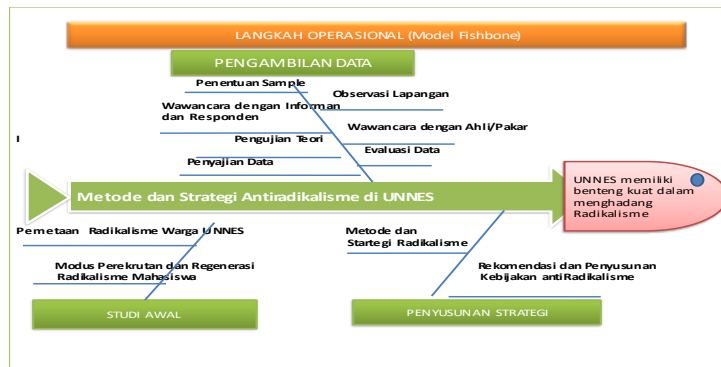 LANGKAH OPERASIONAL (Model Fishbone)
PENGAMBILAN DATA
Penentuan Sample
Observasi Lapangan
Wawancara dengan Informan
dan Responden
Wawancara dengan Ahli/Pakar
Pengujian Teori
Evaluasi Data
Penyajian Data
I
Metode dan Strategi Antiradikalisme di UNNES
UNNES memiliki
benteng kuat dalam
menghadang
Radikalisme
Pemetaan Radikalisme Warga UNNES
Modus Perekrutan dan Regenerasi
Radikalisme Mahasiswa
Metode dan
Startegi Radikalisme
Rekomendasi dan Penyusunan
Kebijakan antiRadikalisme
STUDI AWAL
PENYUSUNAN STRATEGI